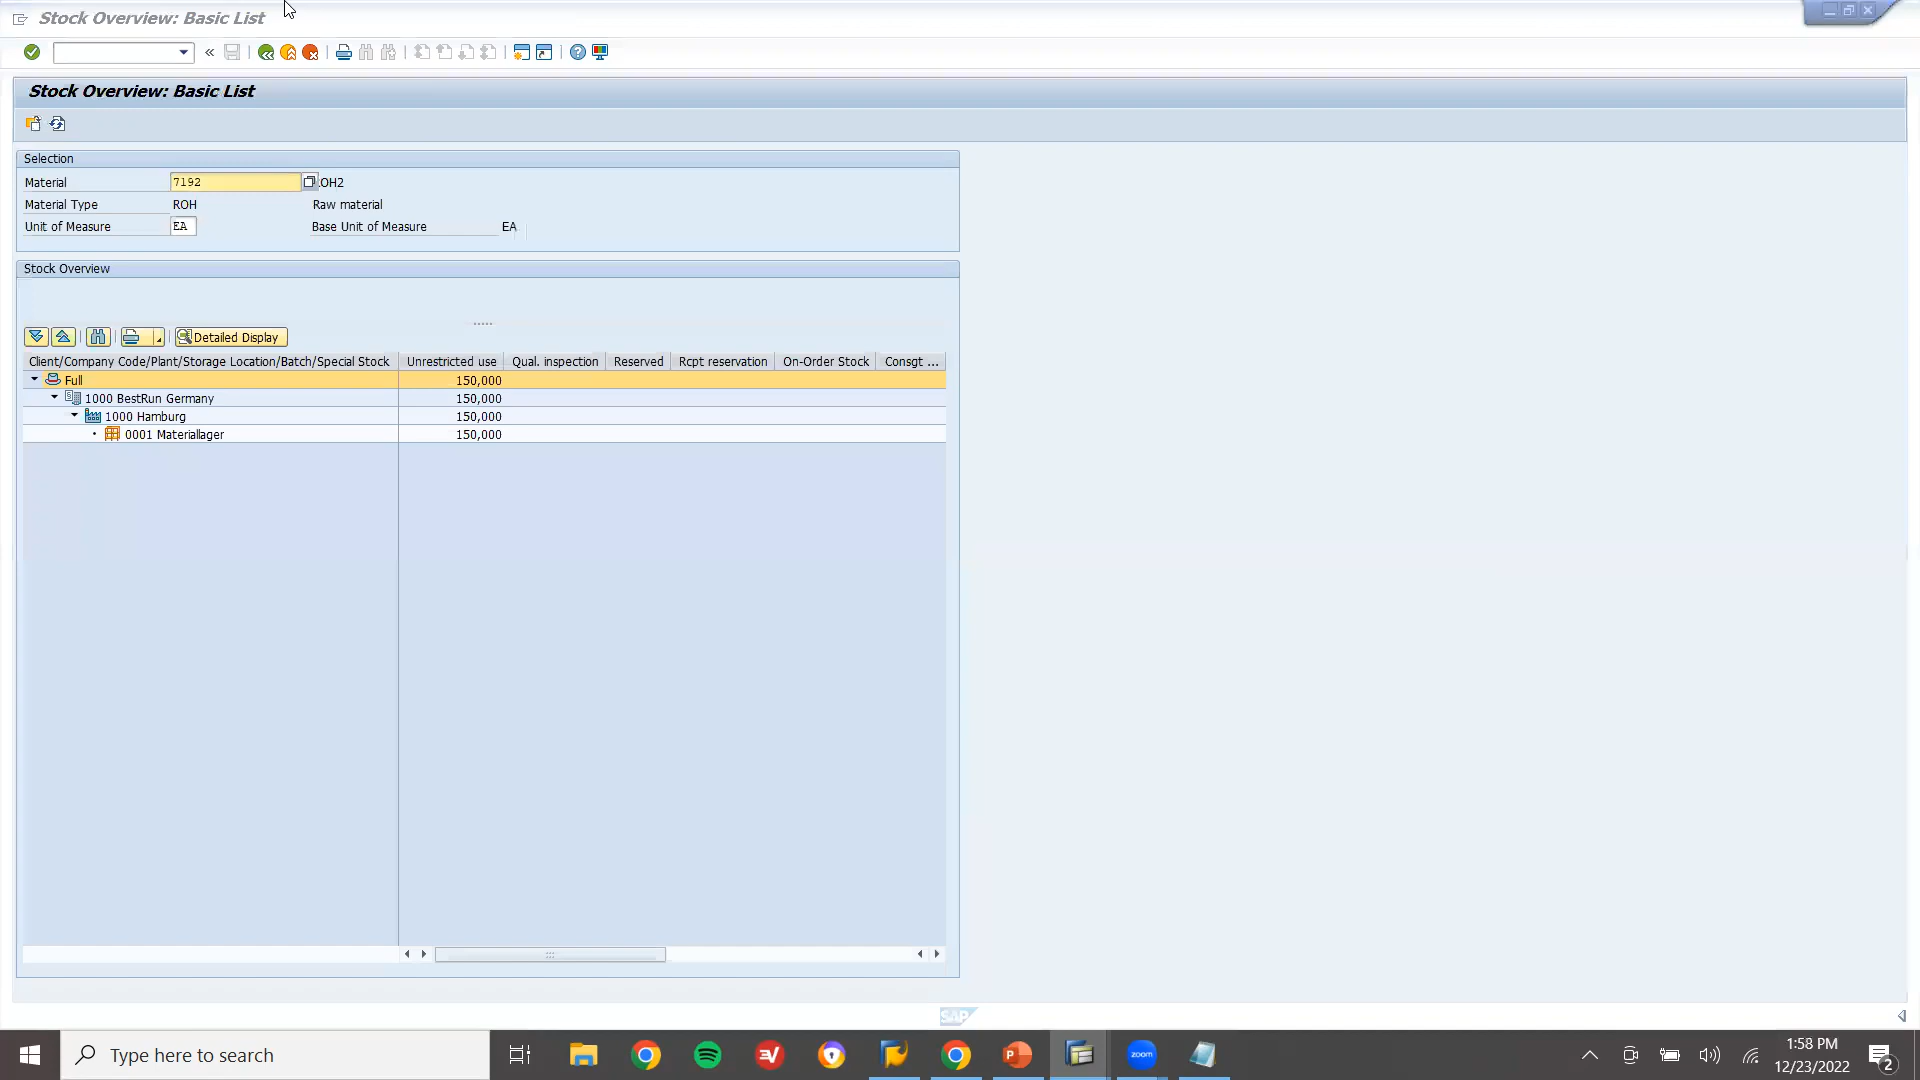 Stock Overview: Basic List
Stock Overview: Basic List
Selection
Material 7192 OH2
Material Type ROH Raw material
Unit of Measure EA Base Unit of Measure EA
Stock Overview
Detailed Display
Client/Company Code/Plant/Storage Location/Batch/Special Stock Unrestricted use Qual. inspection Reserved Rcpt reservation On-Order Stock Consgt ...
Full 150,000
1000 BestRun Germany 150,000
1000 Hamburg 150,000
0001 Materiallager 150,000
SAP
Type here to search
zoom
1:58 PM
12/23/2022
2